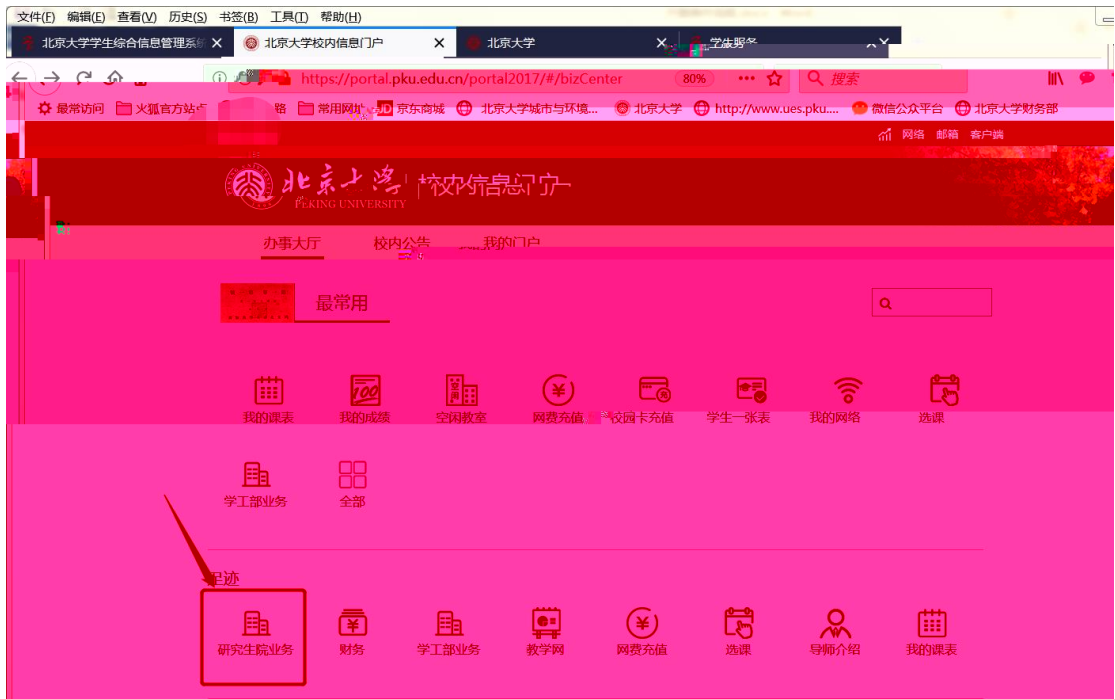 文件(F) 编辑(E) 查看(V) 历史(S) 书签(B) 工具(T) 帮助(H)
北京大学学生综合信息管理系统 北京大学校内信息门户 北京大学 学生服务
https://portal.pku.edu.cn/portal2017/#/bizCenter 80% 搜索
最常访问 火狐官方站点 常用网址 JD 京东商城 北京大学城市与环境... 北京大学 http://www.ues.pku.... 微信公众平台 北京大学财务部
网络 邮箱 客户端
北京大学 校内信息门户
PEKING UNIVERSITY
办事大厅 校内公告 我的门户
最常用
我的课表 我的成绩 空闲教室 网费充值 校园卡充值 学生一张表 我的网络 选课
学工部业务 全部
足迹
研究生院业务 财务 学工部业务 教学网 网费充值 选课 导师介绍 我的课表